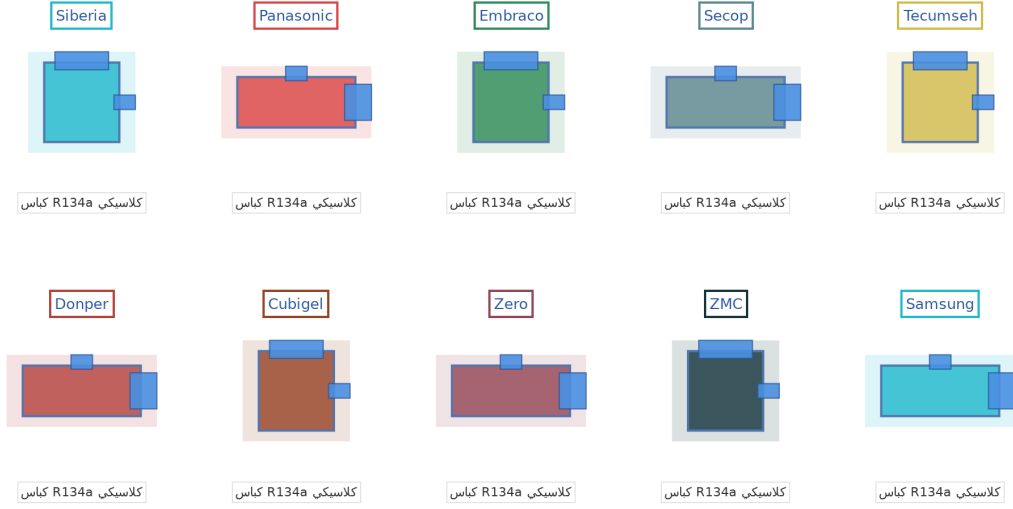 Siberia
Panasonic
Embraco
Secop
Tecumseh
كلاسيكي R134a كباس
كلاسيكي R134a كباس
كلاسيكي R134a كباس
كلاسيكي R134a كباس
كلاسيكي R134a كباس
Donper
Cubigel
Zero
ZMC
Samsung
كلاسيكي R134a كباس
كلاسيكي R134a كباس
كلاسيكي R134a كباس
كلاسيكي R134a كباس
كلاسيكي R134a كباس